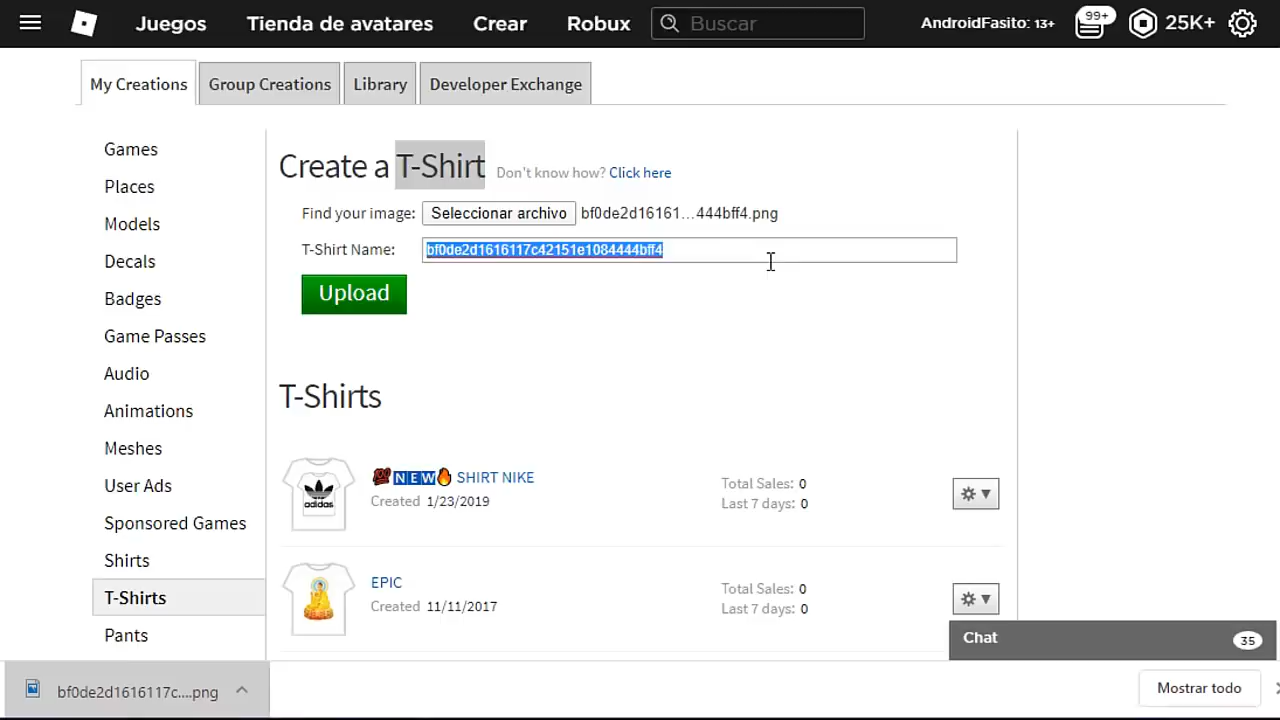 Juegos Tienda de avatares Crear Robux Buscar AndroidFasito: 13+ 99+ 25K+
My Creations Group Creations Library Developer Exchange
Games
Places
Models
Decals
Badges
Game Passes
Audio
Animations
Meshes
User Ads
Sponsored Games
Shirts
T-Shirts
Pants
Create a T-Shirt Don't know how? Click here
Find your image: Seleccionar archivo bf0de2d16161...444bff4.png
T-Shirt Name: bf0de2d1616117c42151e1084444bff4
Upload
T-Shirts
adidas
💯🇳🇪🇼🔥 SHIRT NIKE
Created 1/23/2019
Total Sales: 0
Last 7 days: 0
EPIC
Created 11/11/2017
Total Sales: 0
Last 7 days: 0
Chat 35
bf0de2d1616117c....png
Mostrar todo